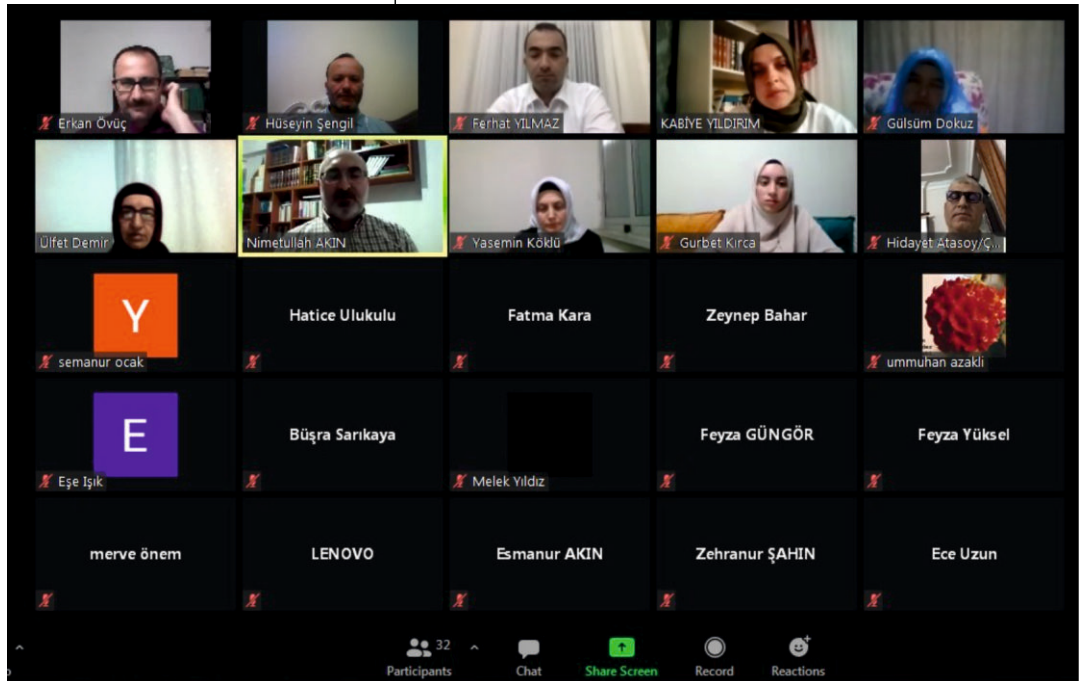 Erkan Övüç
Hüseyin Şengil
Ferhat YILMAZ
KABİYE YILDIRIM
Gülsüm Dokuz
Ülfet Demir
Nimetullah AKIN
Yasemin Köklü
Gurbet Kırca
Hidayet Atasoy/Ç...
Y
semanur ocak
Hatice Ulukulu
Fatma Kara
Zeynep Bahar
ummuhan azakli
E
Eşe Işık
Büşra Sarıkaya
Melek Yıldız
Feyza GÜNGÖR
Feyza Yüksel
merve önem
LENOVO
Esmanur AKIN
Zehranur ŞAHIN
Ece Uzun
32
Participants
Chat
Share Screen
Record
Reactions